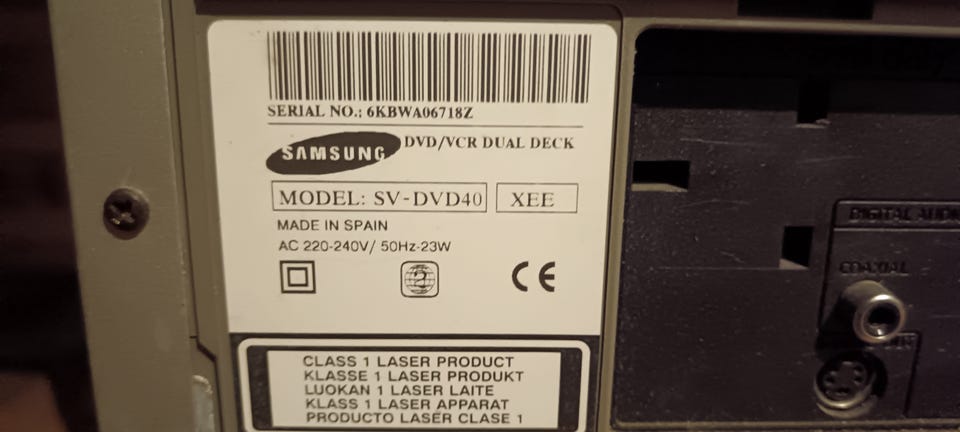 SERIAL NO.: 6KBWA06718Z
SAMSUNG DVD/VCR DUAL DECK
MODEL: SV-DVD40 XEE
MADE IN SPAIN
AC 220-240V/ 50Hz-23W
2 CE
CLASS 1 LASER PRODUCT
KLASSE 1 LASER PRODUKT
LUOKAN 1 LASER LAITE
KLASS 1 LASER APPARAT
PRODUCTO LASER CLASE 1
DIGITAL AUDIO
COAXIAL